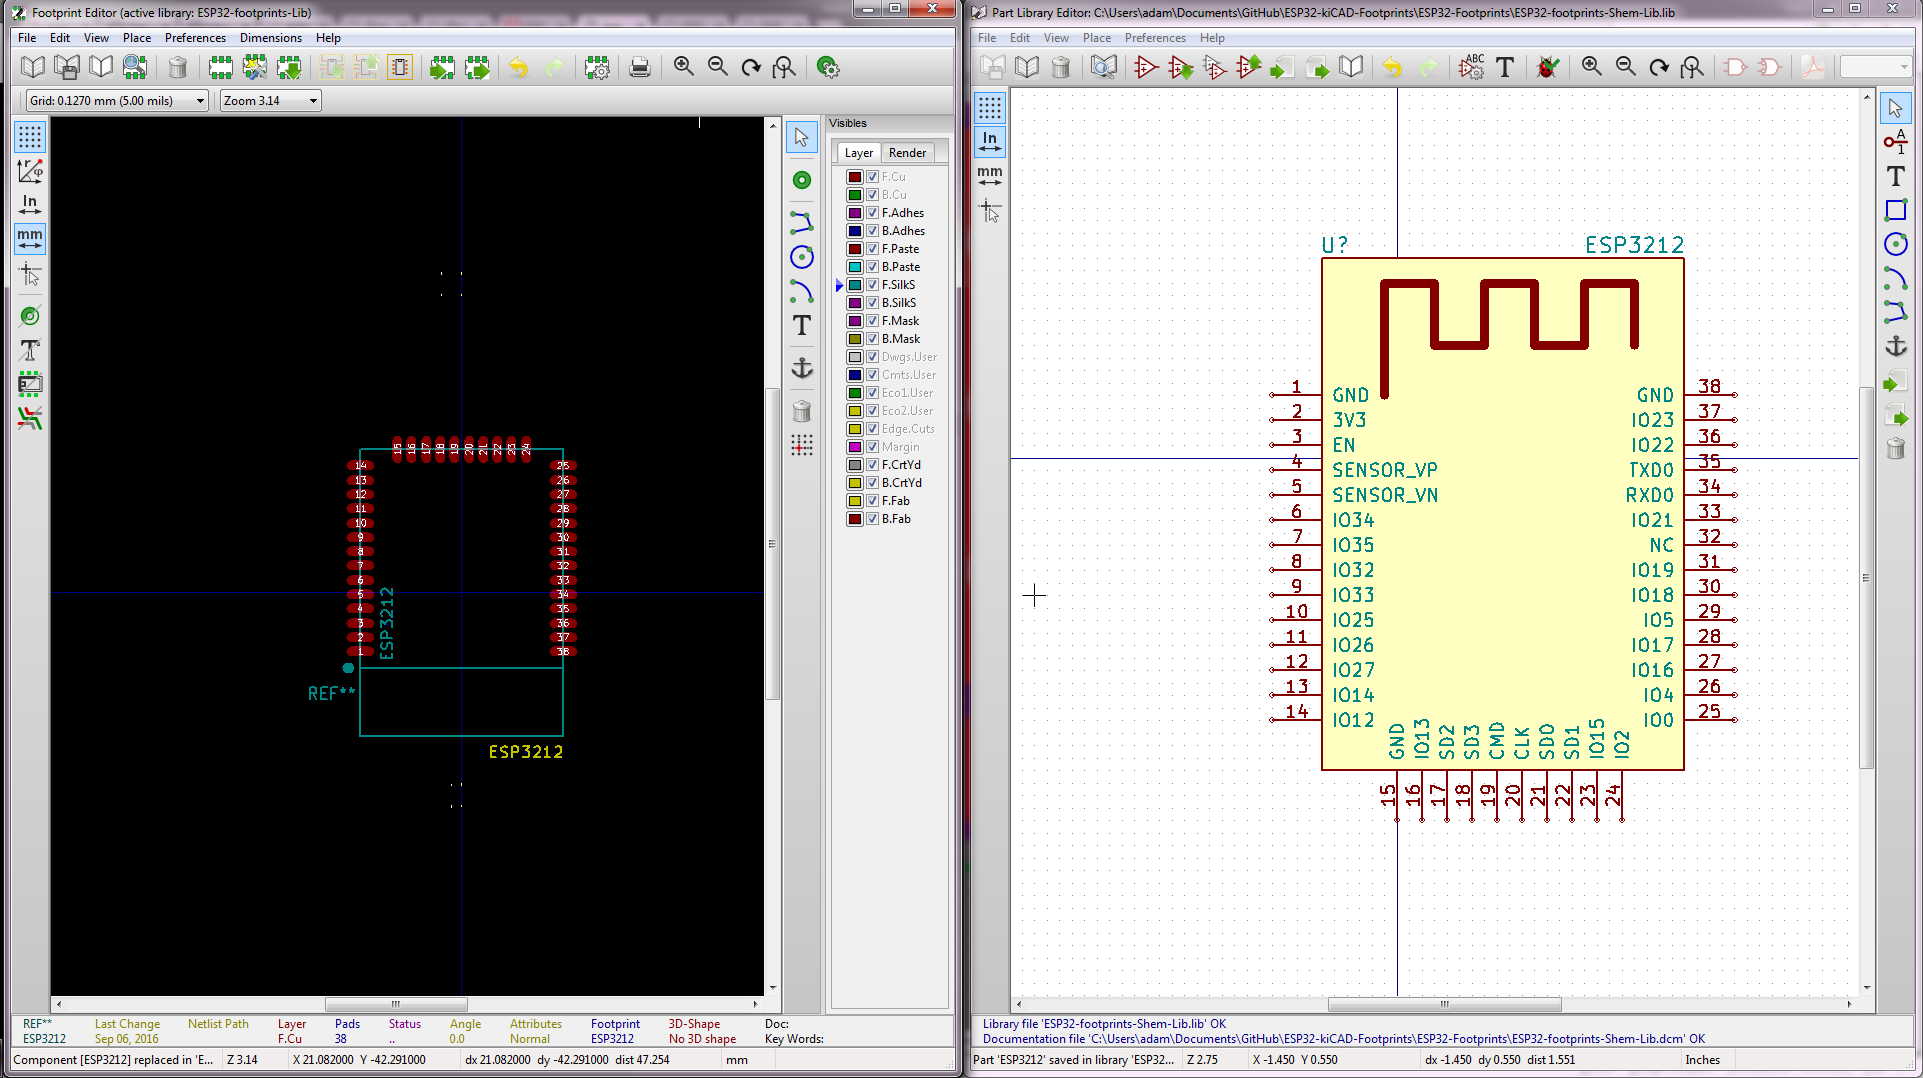 Footprint Editor (active library: ESP32-footprints-Lib)
File Edit View Place Preferences Dimensions Help
Grid: 0.1270 mm (5.00 mils) Zoom 3.14
In
mm
Visibles
Layer Render
F.Cu
B.Cu
F.Adhes
B.Adhes
F.Paste
B.Paste
F.SilkS
B.SilkS
F.Mask
B.Mask
Dwgs.User
Cmts.User
Eco1.User
Eco2.User
Edge.Cuts
Margin
F.CrtYd
B.CrtYd
F.Fab
B.Fab
15 16 17 18 19 20 21 22 23 24
14 25
13 26
12 27
11 28
10 29
9 30
8 31
7 32
6 33
5 34
4 35
3 36
2 37
1 38
ESP3212
REF**
ESP3212
REF** Last Change Netlist Path Layer Pads Status Angle Attributes Footprint 3D-Shape Doc:
ESP3212 Sep 06, 2016 F.Cu 38 .. 0.0 Normal ESP3212 No 3D shape Key Words:
Component [ESP3212] replaced in 'E... Z 3.14 X 21.082000 Y -42.291000 dx 21.082000 dy -42.291000 dist 47.254 mm
Part Library Editor: C:\Users\adam\Documents\GitHub\ESP32-kiCAD-Footprints\ESP32-Footprints\ESP32-footprints-Shem-Lib.lib
File Edit View Place Preferences Help
ABC T
In
mm
A
1
T
U? ESP3212
1 GND GND 38
2 3V3 IO23 37
3 EN IO22 36
4 SENSOR_VP TXD0 35
5 SENSOR_VN RXD0 34
6 IO34 IO21 33
7 IO35 NC 32
8 IO32 IO19 31
9 IO33 IO18 30
10 IO25 IO5 29
11 IO26 IO17 28
12 IO27 IO16 27
13 IO14 IO4 26
14 IO12 IO0 25
GND IO13 SD2 SD3 CMD CLK SD0 SD1 IO15 IO2
15 16 17 18 19 20 21 22 23 24
Library file 'ESP32-footprints-Shem-Lib.lib' OK
Documentation file 'C:\Users\adam\Documents\GitHub\ESP32-kiCAD-Footprints\ESP32-Footprints\ESP32-footprints-Shem-Lib.dcm' OK
Part 'ESP3212' saved in library 'ESP32... Z 2.75 X -1.450 Y 0.550 dx -1.450 dy 0.550 dist 1.551 Inches